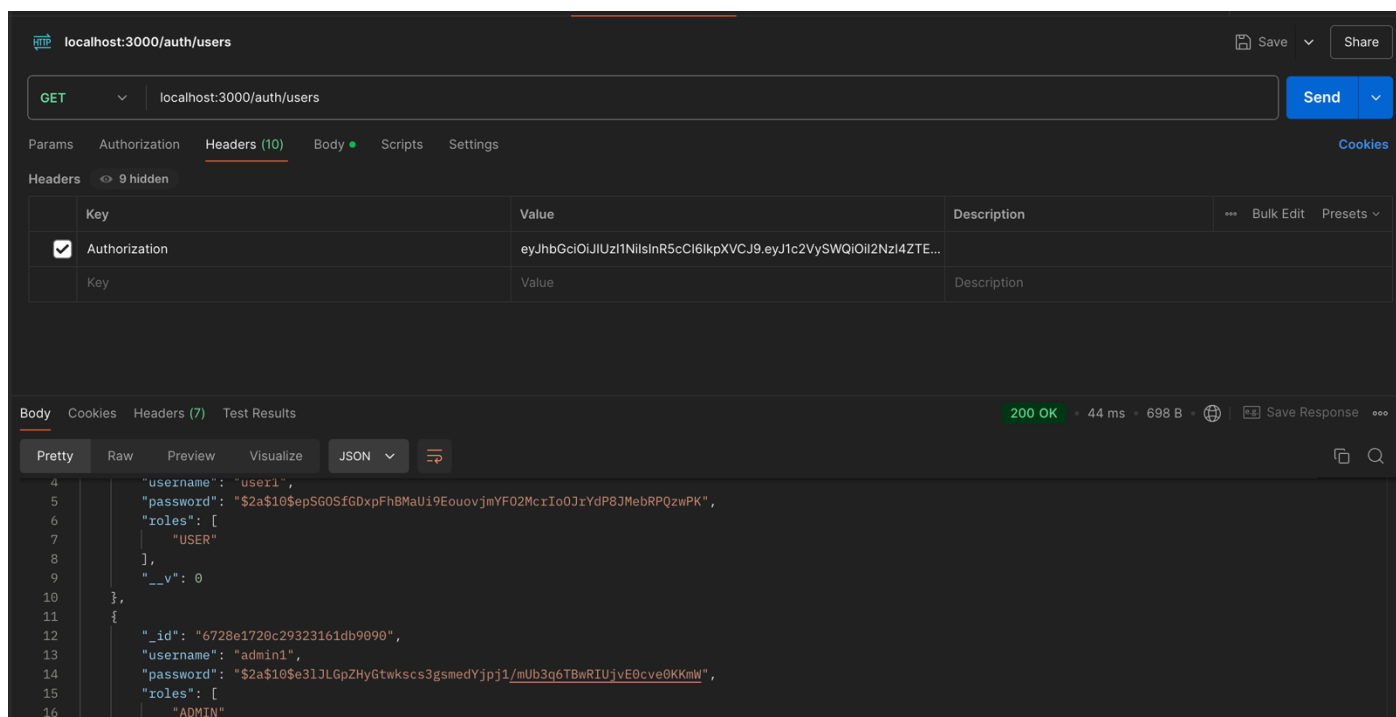 HTTP localhost:3000/auth/users Save Share
GET localhost:3000/auth/users Send
Params Authorization Headers (10) Body Scripts Settings Cookies
Headers 9 hidden
Key Value Description Bulk Edit Presets
Authorization eyJhbGciOiJIUzI1NiIsInR5cCI6IkpXVCJ9.eyJ1c2VySWQiOiI2NzI4ZTE...
Key Value Description
Body Cookies Headers (7) Test Results 200 OK 44 ms 698 B e.g. Save Response
Pretty Raw Preview Visualize JSON
4 "username": "user1",
5 "password": "$2a$10$epSGOSfGDxpFhBMaUi9EouovjmYFO2McrIoOJrYdP8JMebRPQzwPK",
6 "roles": [
7 "USER"
8 ],
9 "__v": 0
10 },
11 {
12 "_id": "6728e1720c29323161db9090",
13 "username": "admin1",
14 "password": "$2a$10$e3lJLGpZHyGtwkscs3gsmedYjpj1/mUb3q6TBwRIUjvE0cve0KKmW",
15 "roles": [
16 "ADMIN"